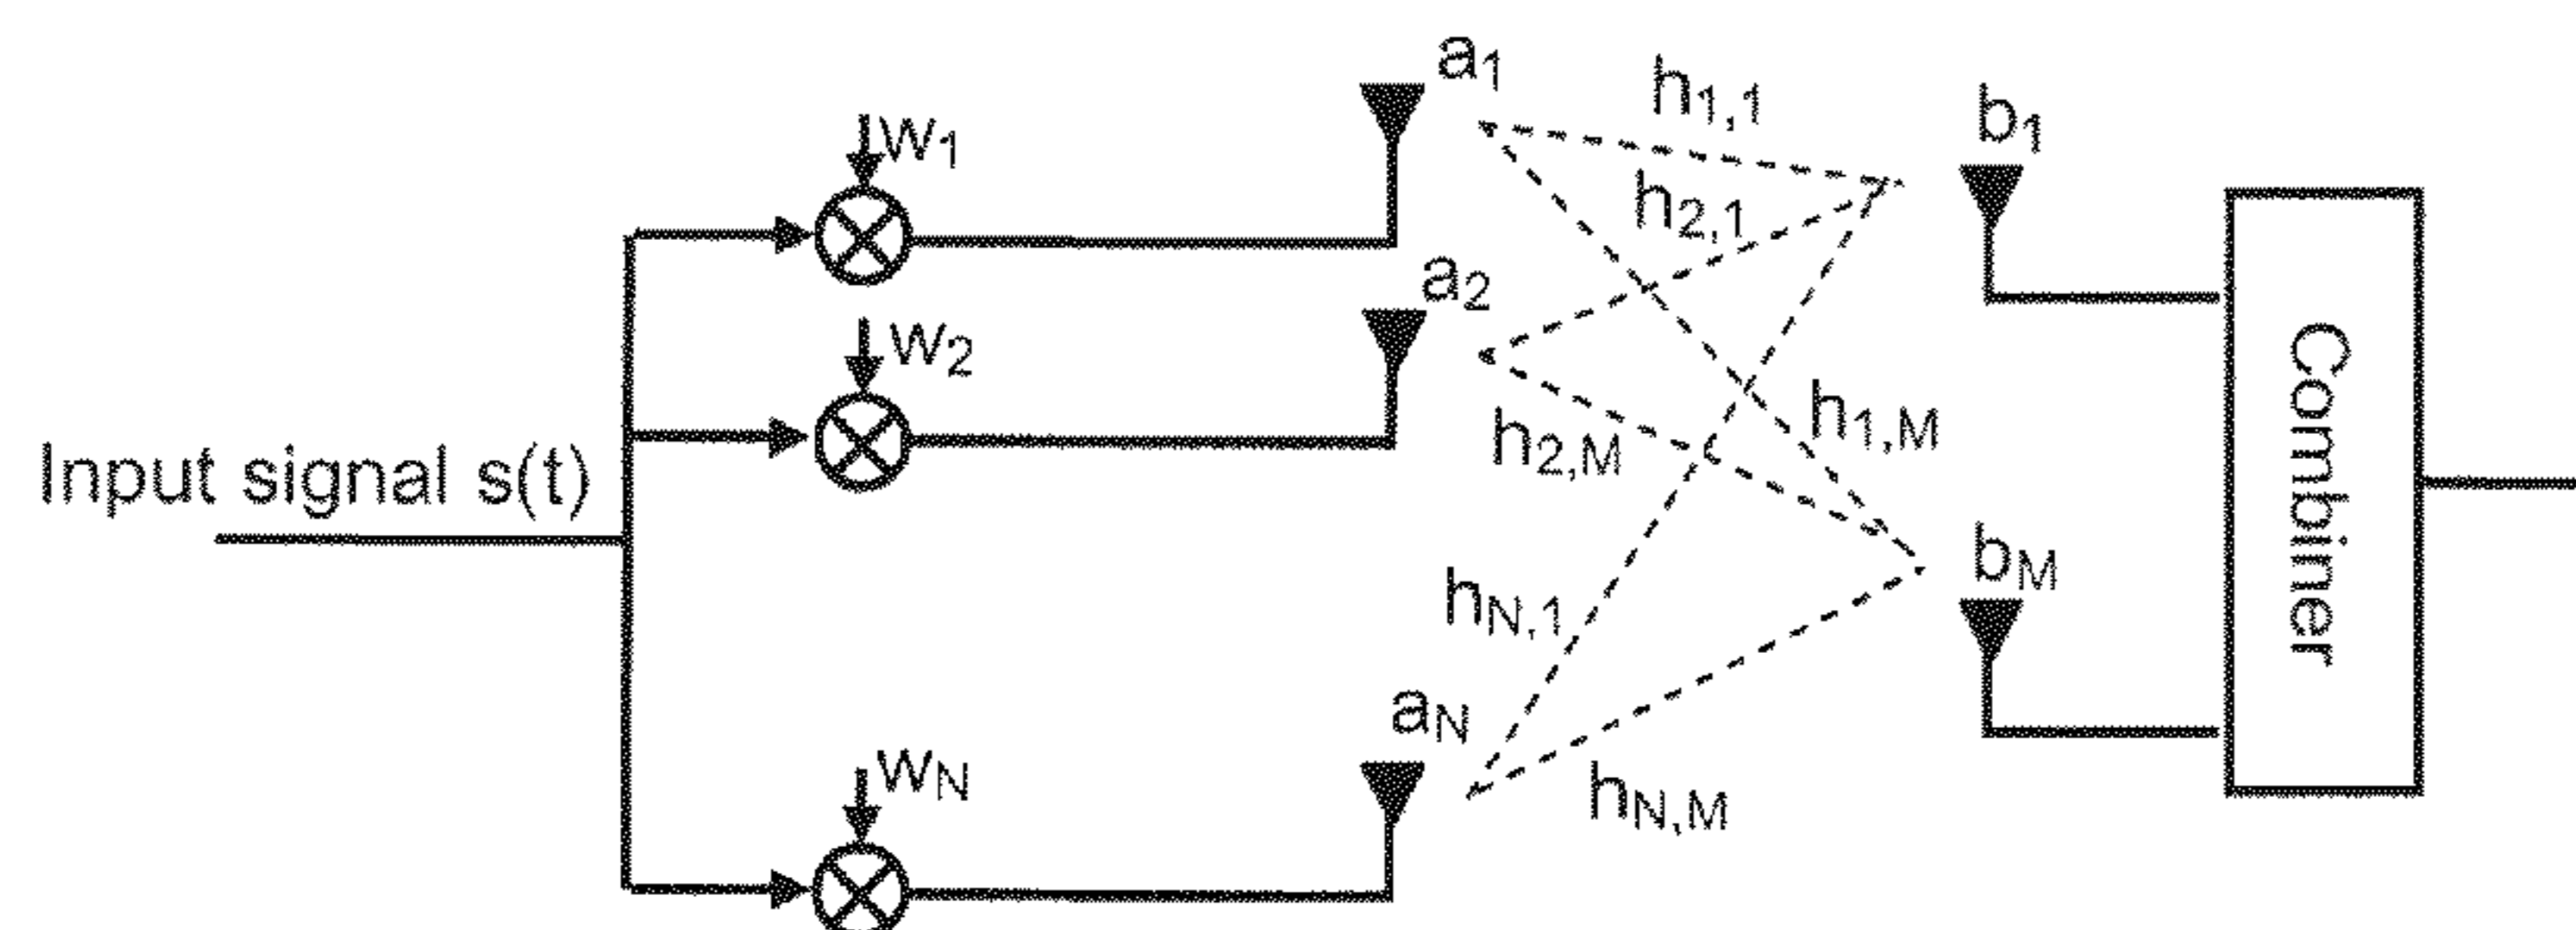 a₁
h₁,₁
b₁
w₁
h₂,₁
a₂
w₂
h₁,M
h₂,M
Input signal s(t)
Combiner
bM
hN,1
aN
wN
hN,M